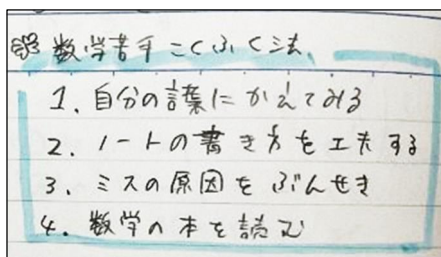 ※ 数学苦手こくふく法
1. 自分の言葉にかえてみる
2. ノートの書き方を工夫する
3. ミスの原因をぶんせき
4. 数学の本を読む